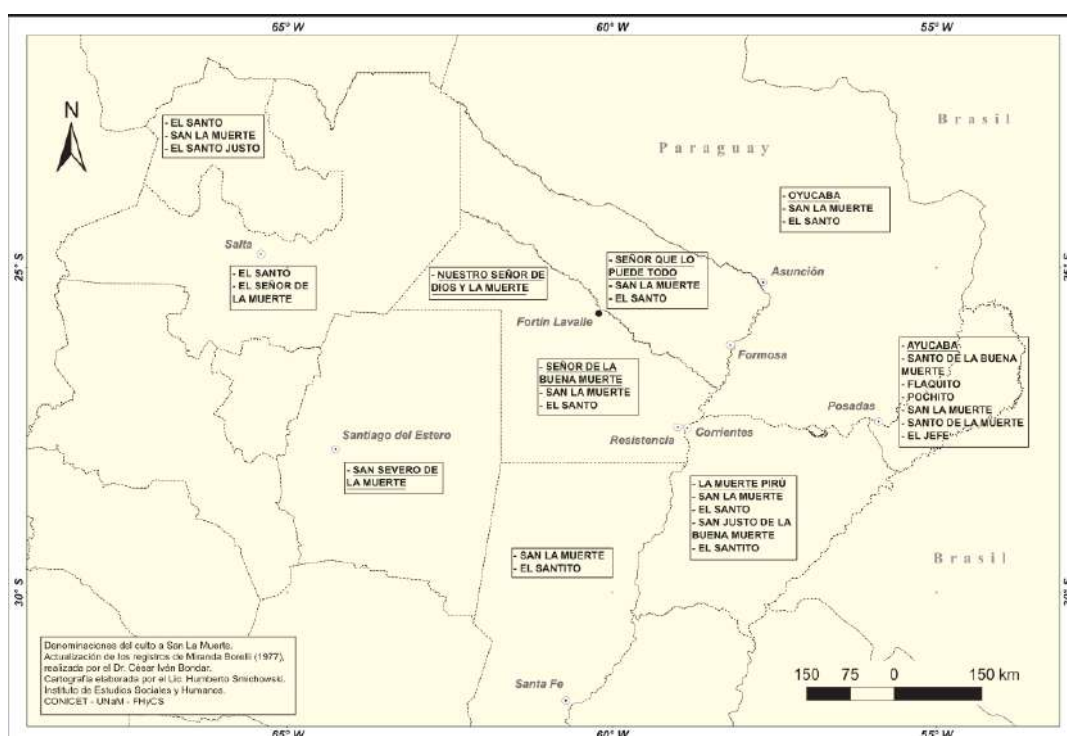 65° W
60° W
55° W
N
Brasil
Paraguay
- EL SANTO
- SAN LA MUERTE
- EL SANTO JUSTO
- OYUCABA
- SAN LA MUERTE
- EL SANTO
Salta
25° S
25° S
- EL SANTO
- EL SEÑOR DE
LA MUERTE
- NUESTRO SEÑOR DE
DIOS Y LA MUERTE
- SEÑOR QUE LO
PUEDE TODO
- SAN LA MUERTE
- EL SANTO
Asunción
Fortín Lavalle
Formosa
- AYUCABA
- SANTO DE LA BUENA
MUERTE
- FLAQUITO
- POCHITO
- SAN LA MUERTE
- SANTO DE LA MUERTE
- EL JEFE
- SEÑOR DE LA
BUENA MUERTE
- SAN LA MUERTE
- EL SANTO
Posadas
Resistencia
Corrientes
Santiago del Estero
- SAN SEVERO DE
LA MUERTE
- LA MUERTE PIRÚ
- SAN LA MUERTE
- EL SANTO
- SAN JUSTO DE LA
BUENA MUERTE
- EL SANTITO
- SAN LA MUERTE
- EL SANTITO
Brasil
30° S
30° S
Denominaciones del culto a San La Muerte.
Actualización de los registros de Miranda Borelli (1977),
realizada por el Dr. César Iván Bondar.
Cartografía elaborada por el Lic. Humberto Smichowski.
Instituto de Estudios Sociales y Humanos.
CONICET - UNaM - FHyCS
Santa Fe
150 75 0 150 km
65° W
60° W
55° W